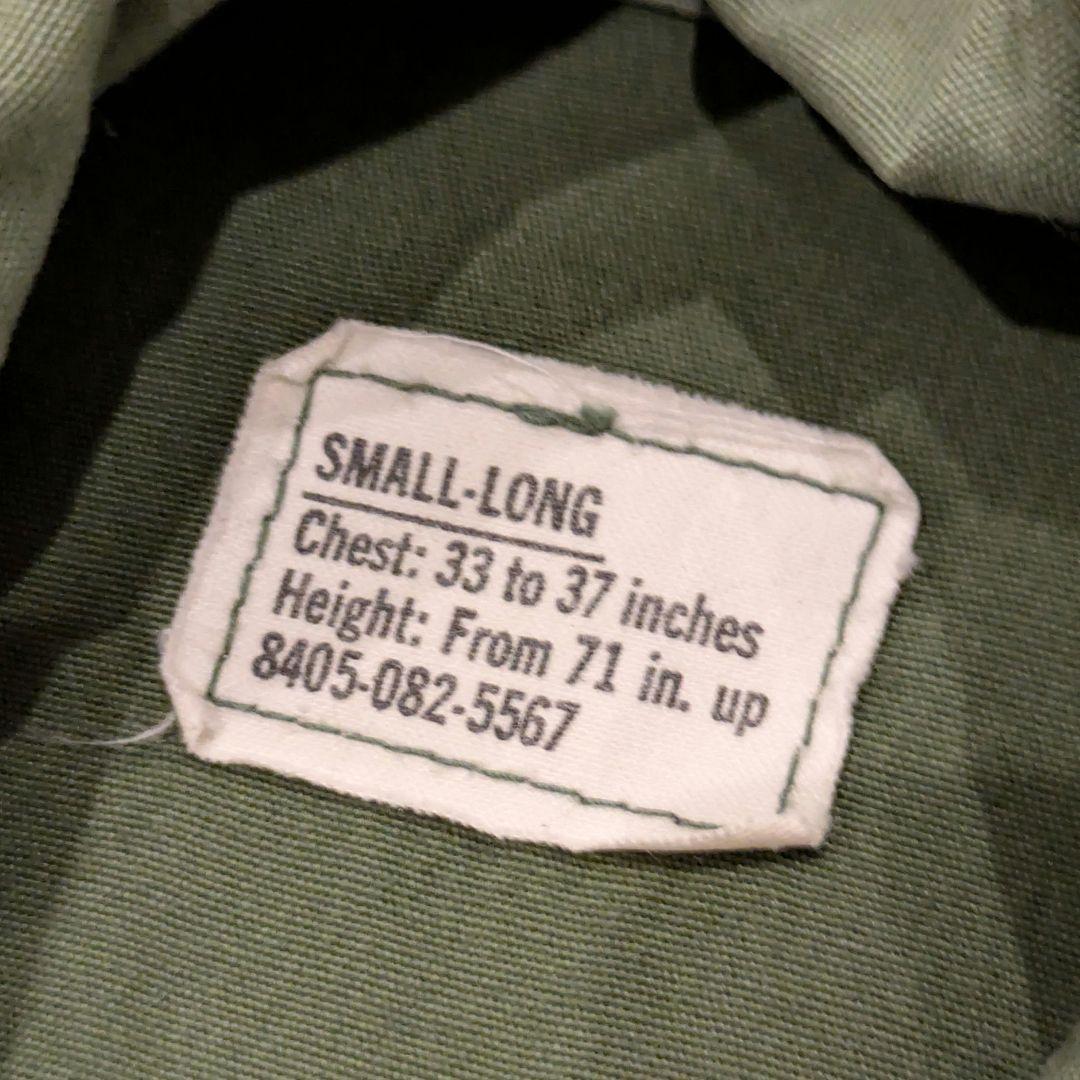 SMALL-LONG
Chest: 33 to 37 inches
Height: From 71 in. up
8405-082-5567